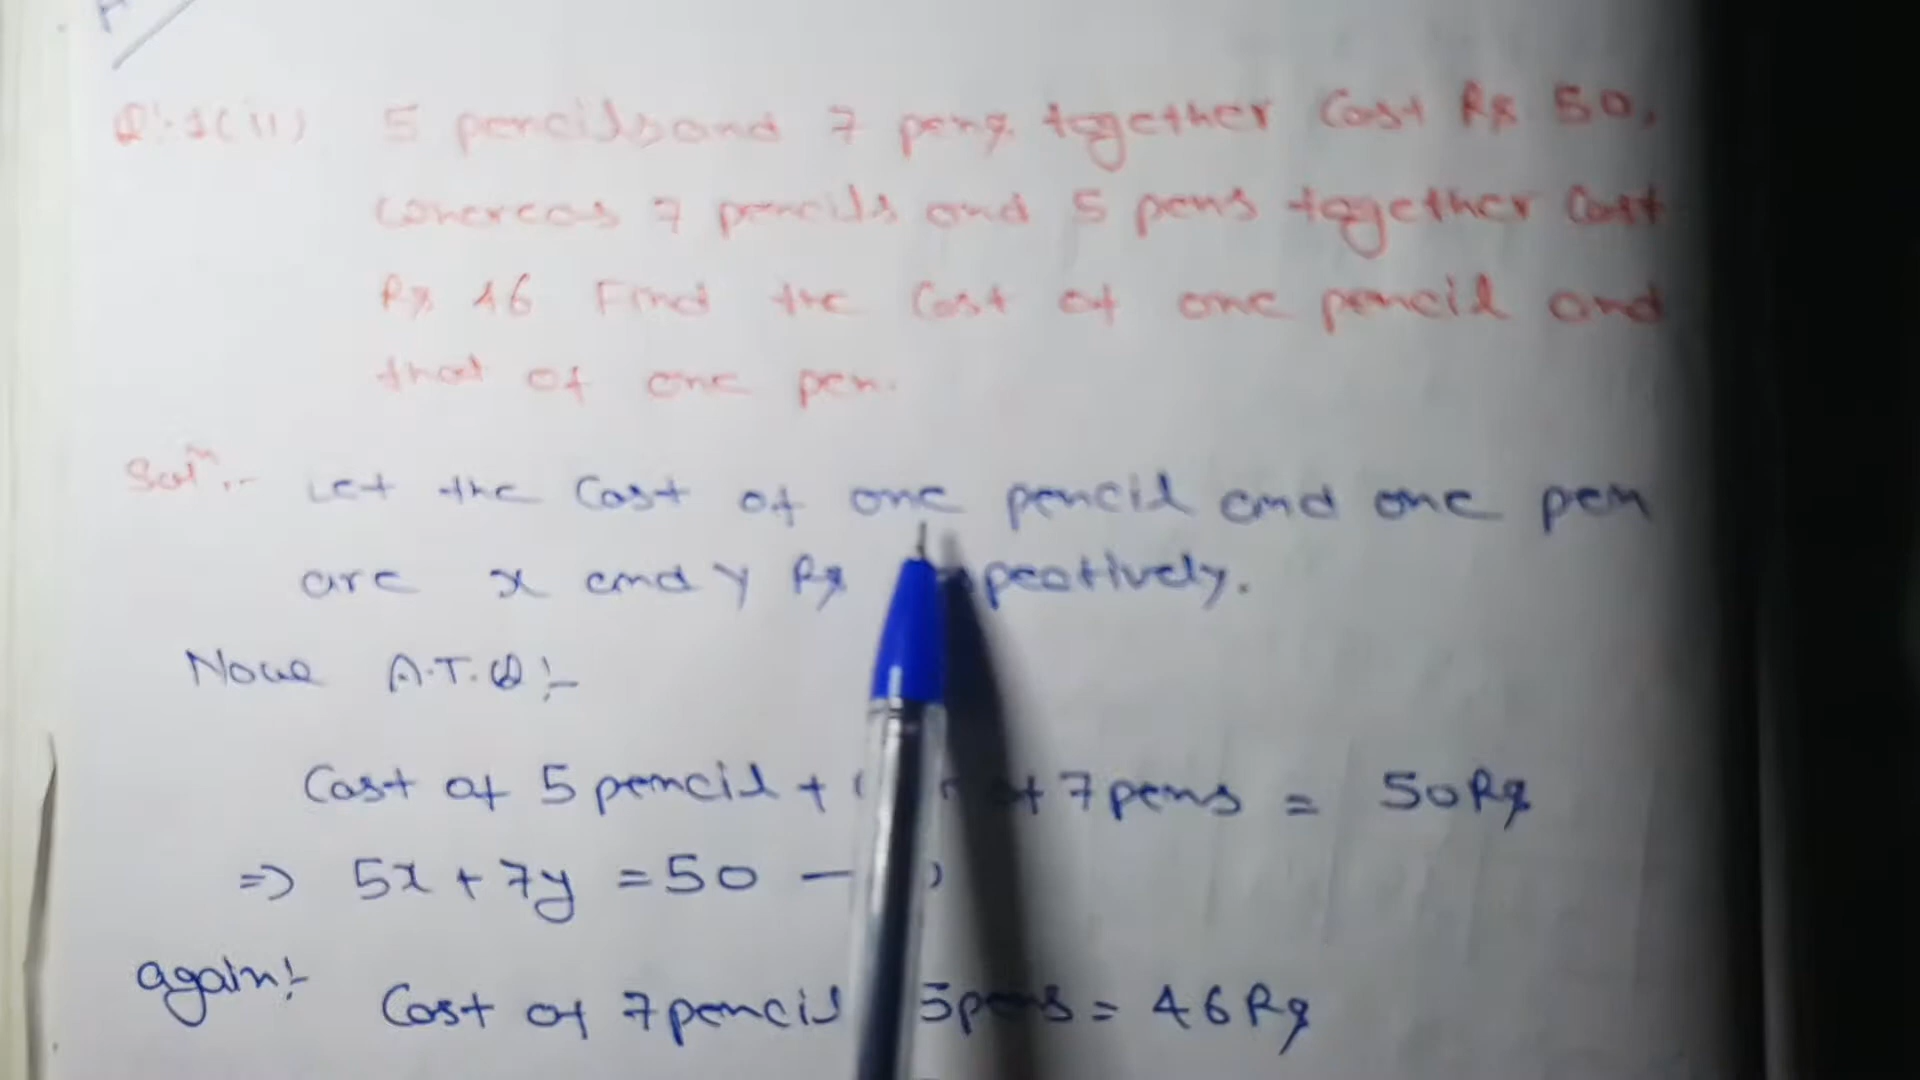 Q:-1(ii) 5 pencils and 7 pens together Cost Rs 50,
whereas 7 pencils and 5 pens together Cost
Rs 46 Find the Cost of one pencil and
that of one pen.
Soln:- Let the Cost of one pencil and one pen
are x and y Rs pectively.
Now A.T.Q:-
Cost of 5 pencil + of 7 pens = 50Rs
=> 5x + 7y = 50 —
again:-
Cost of 7 pencil 5 pens = 46 Rs